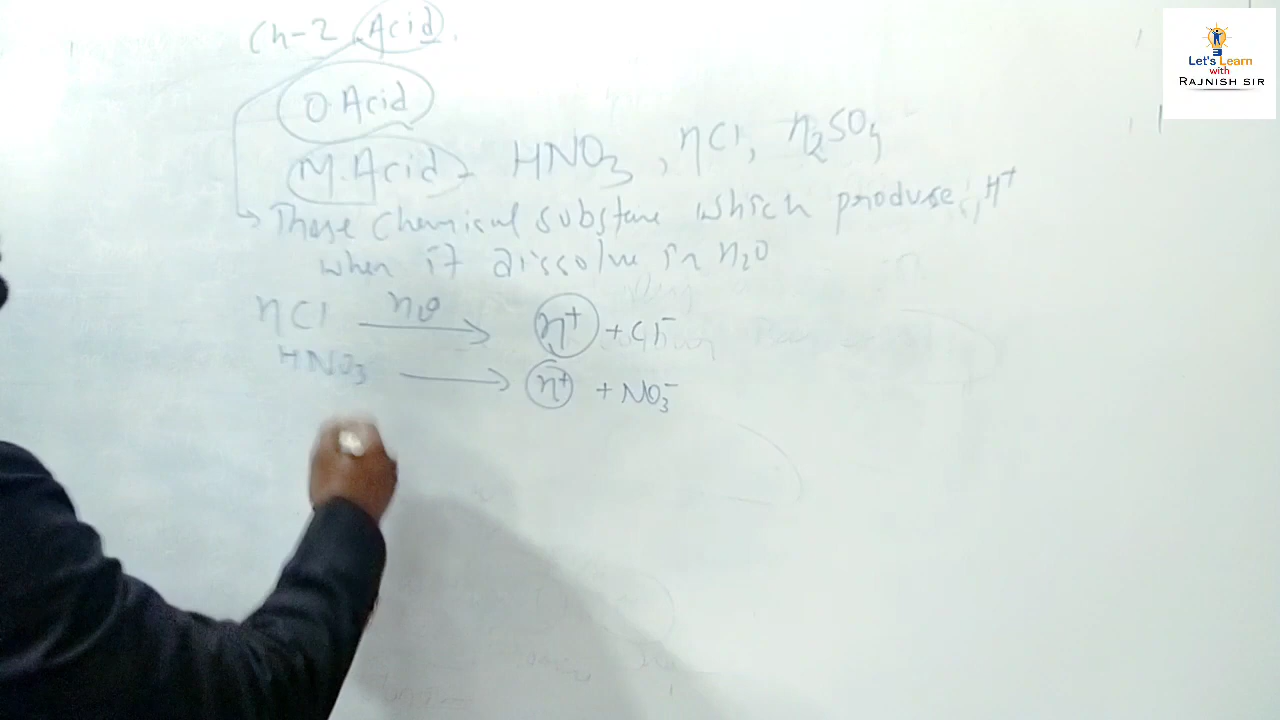 Ch-2 Acid.
O. Acid
M. Acid - HNO3, HCl, H2SO4
Those Chemical substane which produse H+
when it dissolve in H2O
HCl H2O → H+ + Cl-
HNO3 → H+ + NO3-
Let's Learn
with
RAJNISH SIR